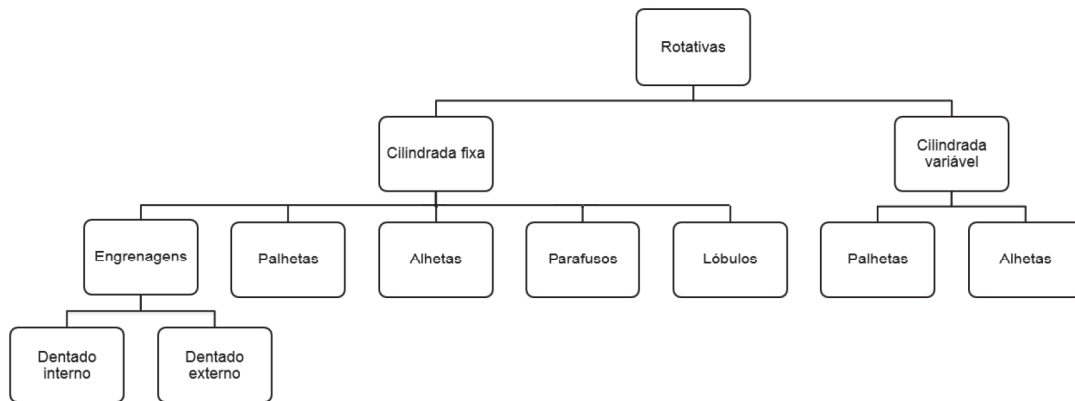 Rotativas
Cilindrada fixa
Cilindrada
variável
Engrenagens
Palhetas
Alhetas
Parafusos
Lóbulos
Palhetas
Alhetas
Dentado
interno
Dentado
externo